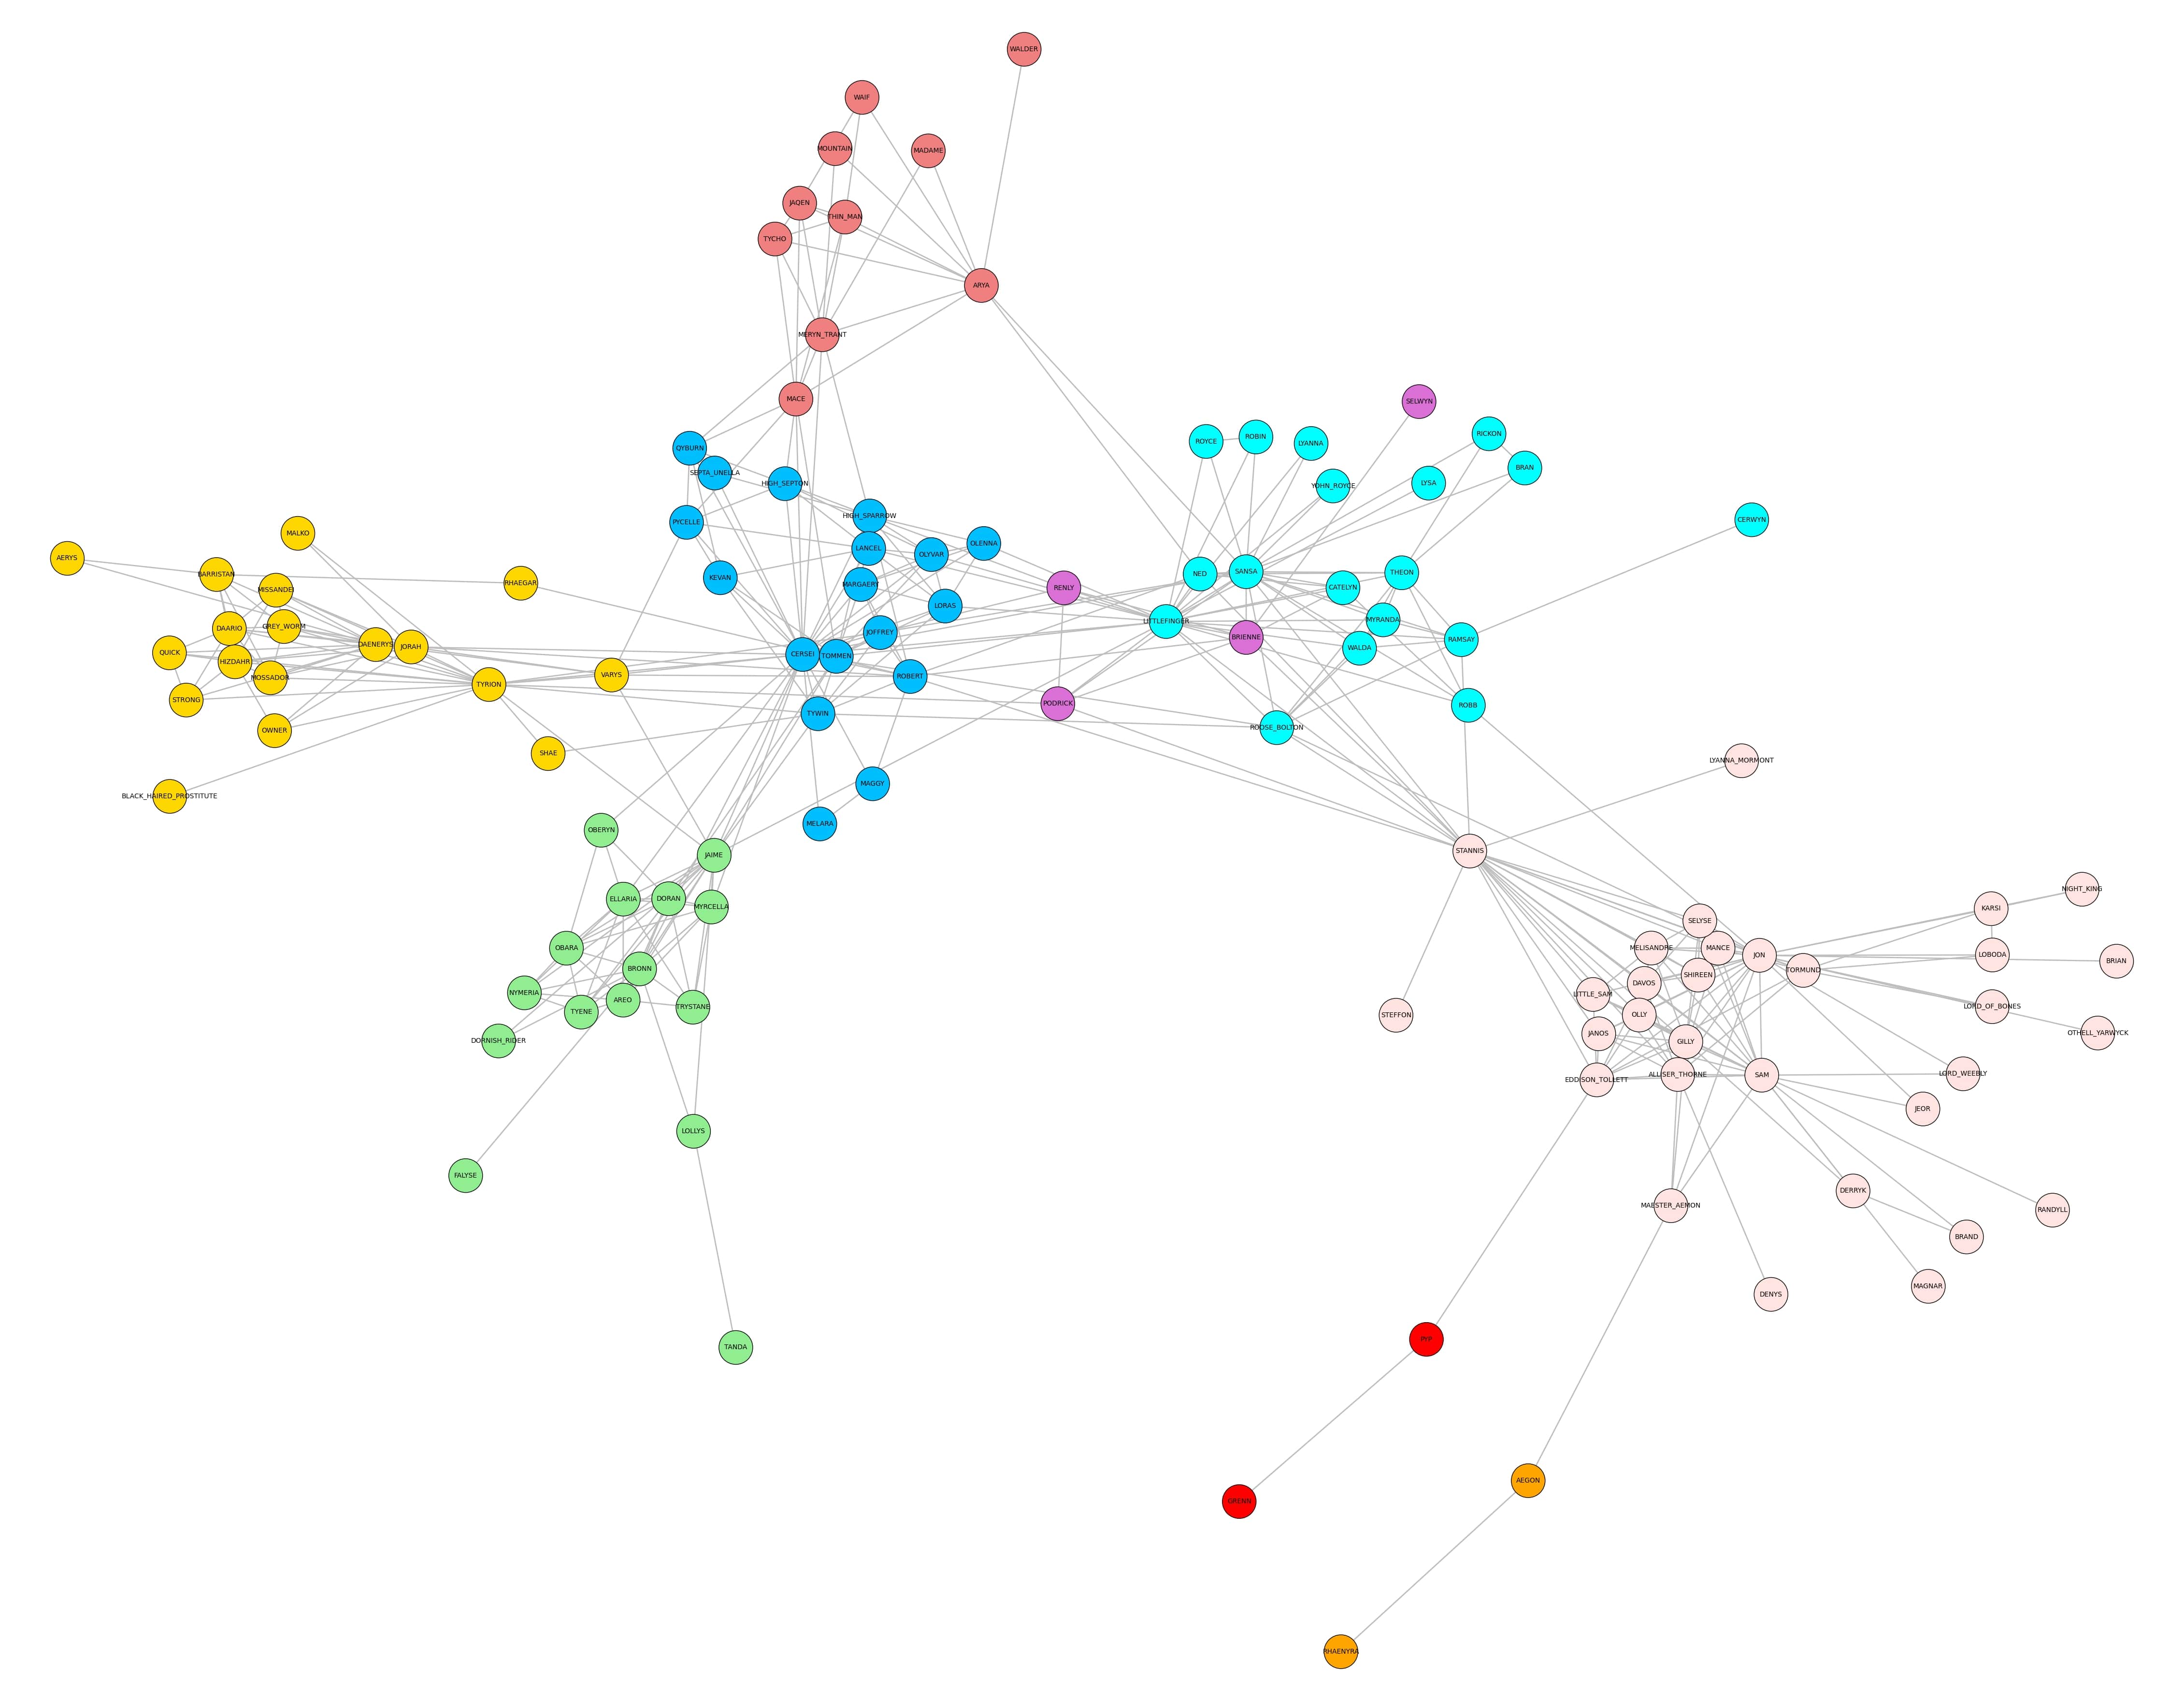 WALDER
WAIF
MOUNTAIN
MADAME
JAQEN
THIN_MAN
TYCHO
ARYA
MERYN_TRANT
MACE
SELWYN
RICKON
ROBIN
ROYCE
LYANNA
QYBURN
BRAN
SEPTA_UNELLA
HIGH_SEPTON
LYSA
YOHN_ROYCE
HIGH_SPARROW
CERWYN
PYCELLE
MALKO
OLENNA
LANCEL
OLYVAR
AERYS
SANSA
THEON
NED
BARRISTAN
KEVAN
RHAEGAR
MARGAERY
RENLY
CATELYN
MISSANDEI
LORAS
MYRANDA
LITTLEFINGER
GREY_WORM
DAARIO
JOFFREY
BRIENNE
RAMSAY
DAENERYS
JORAH
WALDA
QUICK
CERSEI
TOMMEN
HIZDAHR
VARYS
ROBERT
MOSSADOR
TYRION
STRONG
PODRICK
ROBB
TYWIN
ROOSE_BOLTON
OWNER
SHAE
LYANNA_MORMONT
MAGGY
BLACK_HAIRED_PROSTITUTE
MELARA
OBERYN
STANNIS
JAIME
NIGHT_KING
ELLARIA
DORAN
MYRCELLA
KARSI
SELYSE
OBARA
MELISANDRE
MANCE
JON
LOBODA
BRIAN
BRONN
TORMUND
SHIREEN
DAVOS
NYMERIA
LITTLE_SAM
AREO
TRYSTANE
LORD_OF_BONES
TYENE
OLLY
STEFFON
JANOS
OTHELL_YARWYCK
DORNISH_RIDER
GILLY
LORD_WEEBLY
ALLISER_THORNE
SAM
EDDISON_TOLLETT
JEOR
LOLLYS
FALYSE
DERRYK
MAESTER_AEMON
RANDYLL
BRAND
MAGNAR
DENYS
PYP
TANDA
AEGON
GRENN
RHAENYRA